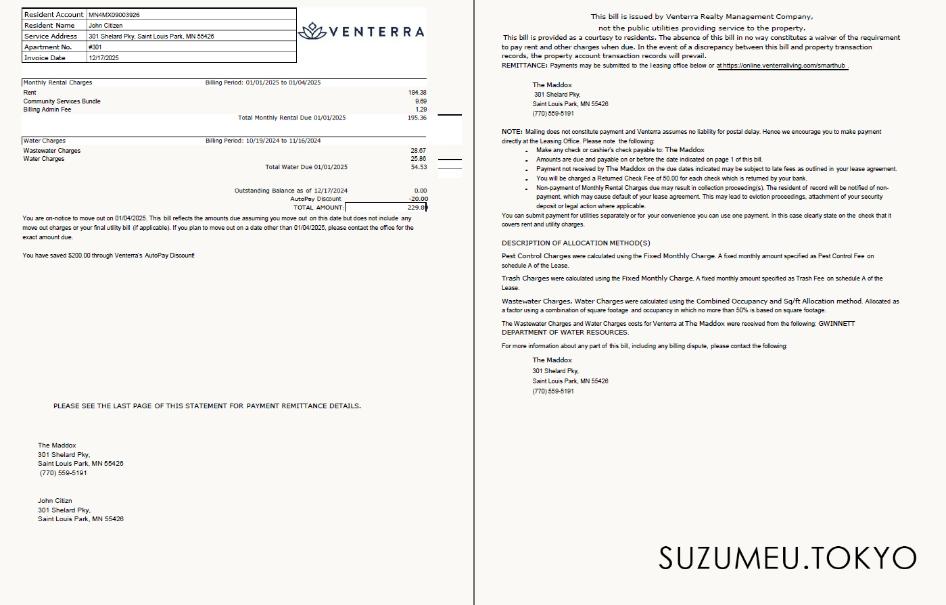 Resident Account MN4MX09003926
Resident Name John Citizen
Service Address 301 Shelard Pky, Saint Louis Park, MN 55426
Apartment No. #301
Invoice Date 12/17/2025
VENTERRA
Monthly Rental Charges Billing Period: 01/01/2025 to 01/04/2025
Rent 184.38
Community Services Bundle 9.69
Billing Admin Fee 1.29
Total Monthly Rental Due 01/01/2025 195.36
Water Charges Billing Period: 10/19/2024 to 11/16/2024
Wastewater Charges 28.67
Water Charges 25.86
Total Water Due 01/01/2025 54.53
Outstanding Balance as of 12/17/2024 0.00
AutoPay Discount -20.00
TOTAL AMOUNT: 229.89
You are on-notice to move out on 01/04/2025. This bill reflects the amounts due assuming you move out on this date but does not include any
move out charges or your final utility bill (if applicable). If you plan to move out on a date other than 01/04/2025, please contact the office for the
exact amount due.
You have saved $200.00 through Venterra's AutoPay Discount!
PLEASE SEE THE LAST PAGE OF THIS STATEMENT FOR PAYMENT REMITTANCE DETAILS.
The Maddox
301 Shelard Pky,
Saint Louis Park, MN 55426
(770) 559-5191
John Citizn
301 Shelard Pky,
Saint Louis Park, MN 55426
This bill is issued by Venterra Realty Management Company,
not the public utilities providing service to the property.
This bill is provided as a courtesy to residents. The absence of this bill in no way constitutes a waiver of the requirement
to pay rent and other charges when due. In the event of a discrepancy between this bill and property transaction
records, the property account transaction records will prevail.
REMITTANCE: Payments may be submitted to the leasing office below or at https://online.venterraliving.com/smarthub
The Maddox
301 Shelard Pky,
Saint Louis Park, MN 55426
(770) 559-5191
NOTE: Mailing does not constitute payment and Venterra assumes no liability for postal delay. Hence we encourage you to make payment
directly at the Leasing Office. Please note the following:
• Make any check or cashier's check payable to: The Maddox
• Amounts are due and payable on or before the date indicated on page 1 of this bill.
• Payment not received by The Maddox on the due dates indicated may be subject to late fees as outlined in your lease agreement.
• You will be charged a Returned Check Fee of 50.00 for each check which is returned by your bank.
• Non-payment of Monthly Rental Charges due may result in collection proceeding(s). The resident of record will be notified of non-
payment, which may cause default of your lease agreement. This may lead to eviction proceedings, attachment of your security
deposit or legal action where applicable.
You can submit payment for utilities separately or for your convenience you can use one payment. In this case clearly state on the check that it
covers rent and utility charges.
DESCRIPTION OF ALLOCATION METHOD(S)
Pest Control Charges were calculated using the Fixed Monthly Charge. A fixed monthly amount specified as Pest Control Fee on
schedule A of the Lease.
Trash Charges were calculated using the Fixed Monthly Charge. A fixed monthly amount specified as Trash Fee on schedule A of the
Lease.
Wastewater Charges, Water Charges were calculated using the Combined Occupancy and Sq/ft Allocation method. Allocated as
a factor using a combination of square footage and occupancy in which no more than 50% is based on square footage.
The Wastewater Charges and Water Charges costs for Venterra at The Maddox were received from the following: GWINNETT
DEPARTMENT OF WATER RESOURCES.
For more information about any part of this bill, including any billing dispute, please contact the following:
The Maddox
301 Shelard Pky,
Saint Louis Park, MN 55426
(770) 559-5191
SUZUMEU.TOKYO